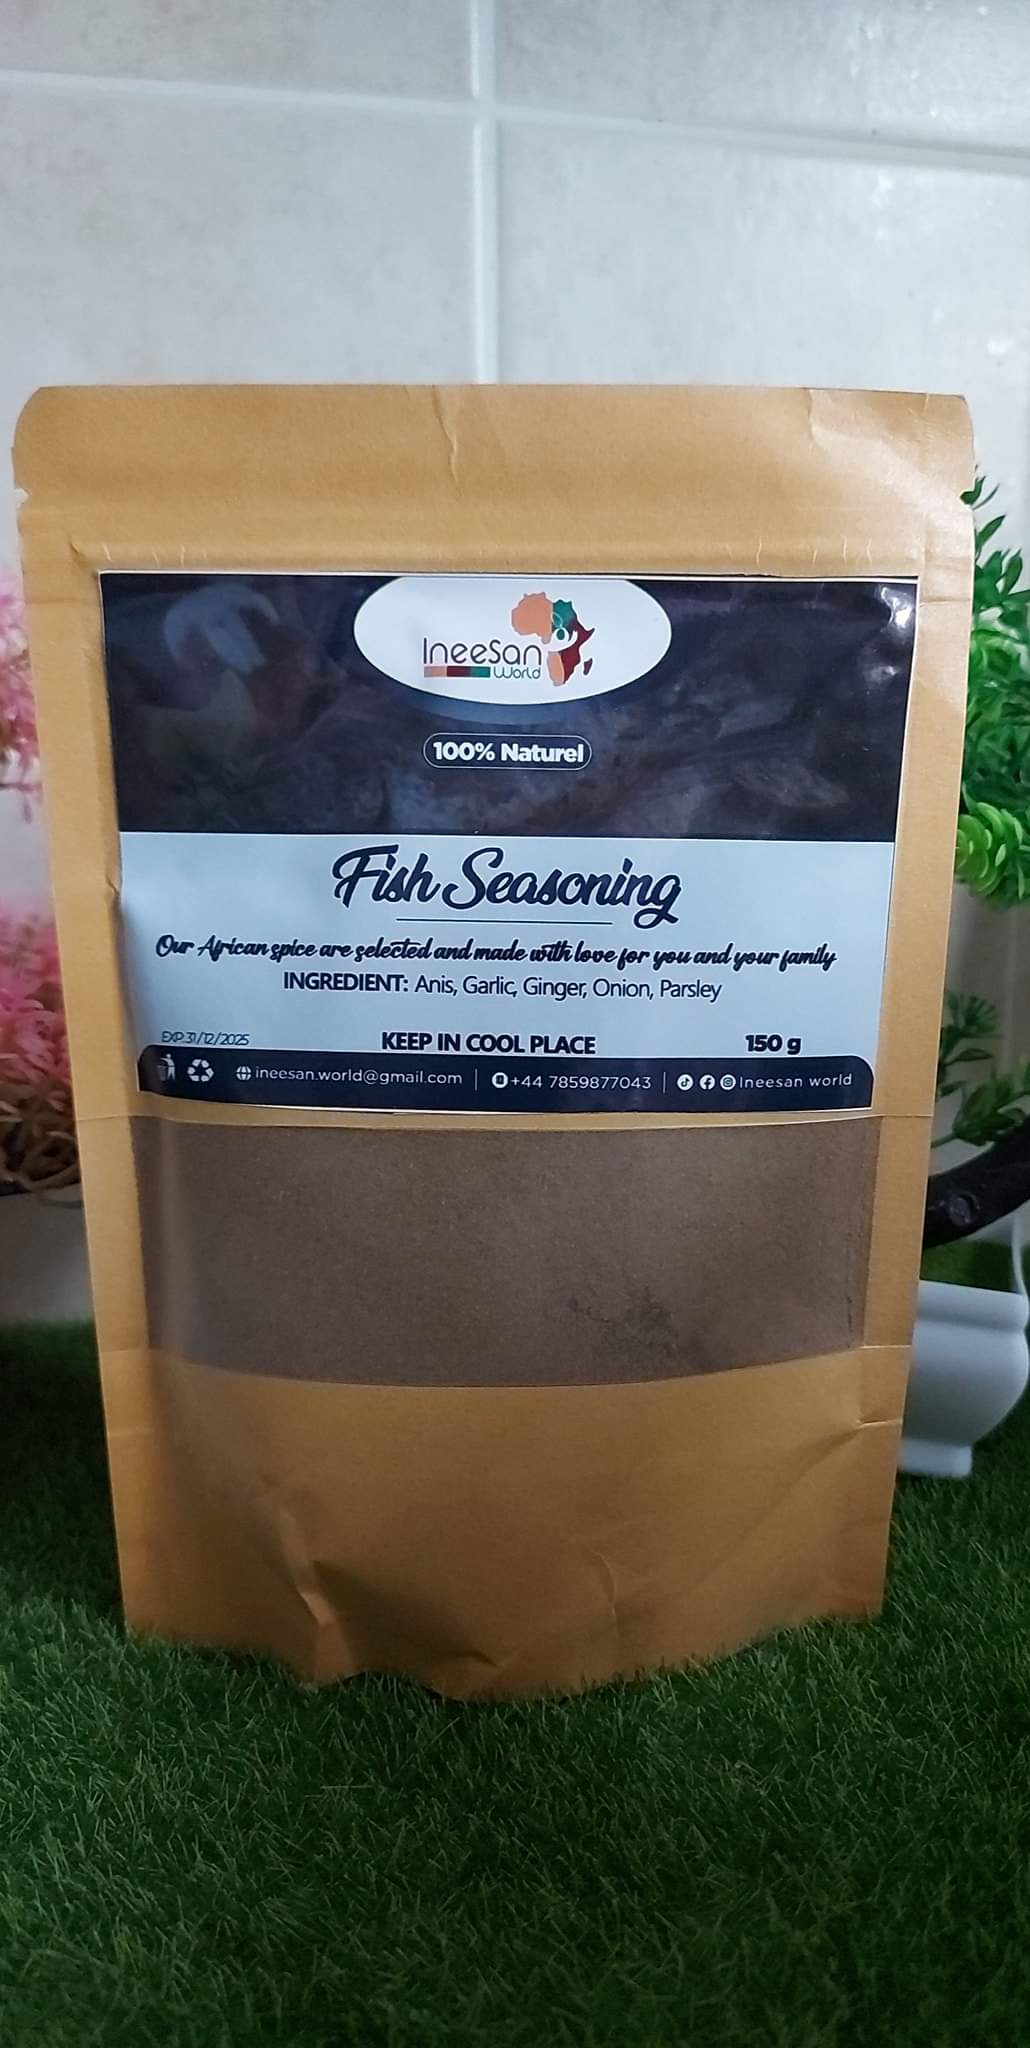 IneeSan
World
100% Naturel
Fish Seasoning
Our African spice are selected and made with love for you and your family
INGREDIENT: Anis, Garlic, Ginger, Onion, Parsley
EXP:31/12/2025 KEEP IN COOL PLACE 150 g
ineesan.world@gmail.com +44 7859877043 Ineesan world